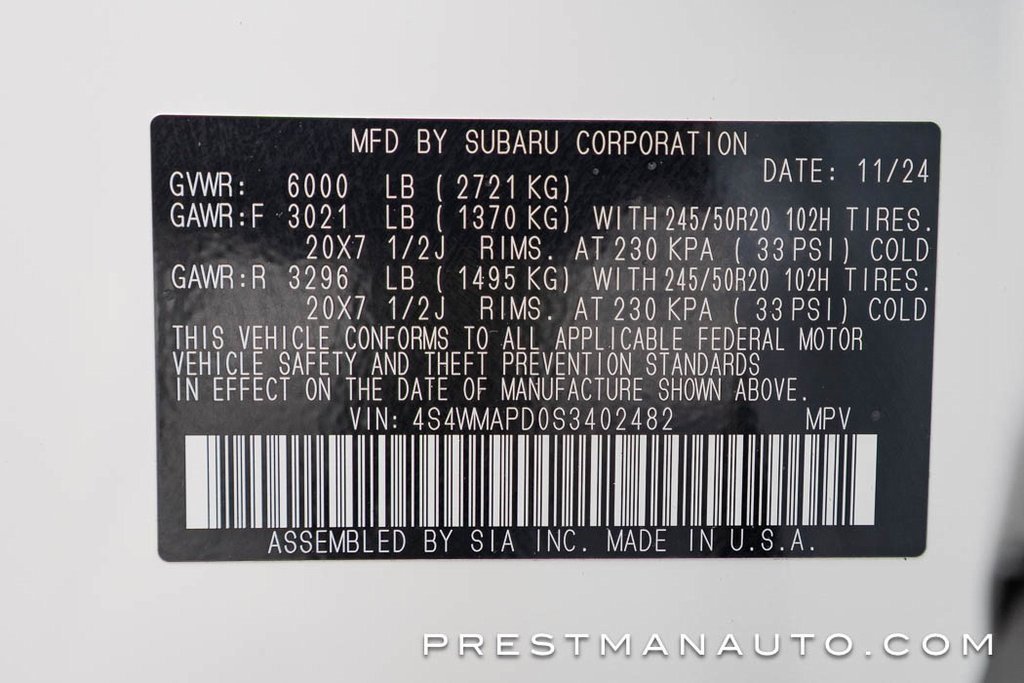 MFD BY SUBARU CORPORATION
DATE: 11/24
GVWR: 6000 LB ( 2721 KG)
GAWR:F 3021 LB ( 1370 KG) WITH 245/50R20 102H TIRES.
20X7 1/2J RIMS. AT 230 KPA ( 33 PSI) COLD
GAWR:R 3296 LB ( 1495 KG) WITH 245/50R20 102H TIRES.
20X7 1/2J RIMS. AT 230 KPA ( 33 PSI) COLD
THIS VEHICLE CONFORMS TO ALL APPLICABLE FEDERAL MOTOR
VEHICLE SAFETY AND THEFT PREVENTION STANDARDS
IN EFFECT ON THE DATE OF MANUFACTURE SHOWN ABOVE.
VIN: 4S4WMAPD0S3402482 MPV
ASSEMBLED BY SIA INC. MADE IN U.S.A.
PRESTMANAUTO.COM